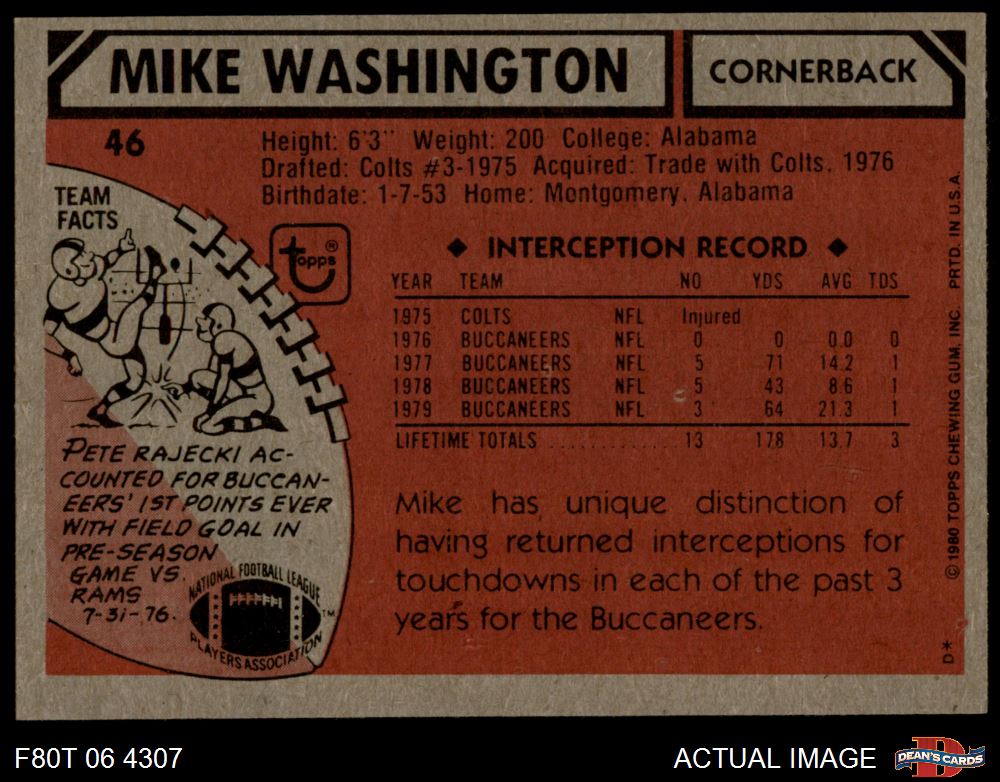 MIKE WASHINGTON
CORNERBACK
46
Height: 6'3" Weight: 200 College: Alabama
Drafted: Colts #3-1975 Acquired: Trade with Colts, 1976
Birthdate: 1-7-53 Home: Montgomery, Alabama
TEAM
FACTS
topps®
◆ INTERCEPTION RECORD ◆
YEAR TEAM NO YDS AVG TDS
1975 COLTS NFL Injured
1976 BUCCANEERS NFL 0 0 0.0 0
1977 BUCCANEERS NFL 5 71 14.2 1
1978 BUCCANEERS NFL 5 43 8.6 1
1979 BUCCANEERS NFL 3 64 21.3 1
LIFETIME TOTALS .................. 13 178 13.7 3
PETE RAJECKI AC-
COUNTED FOR BUCCAN-
EERS' 1ST POINTS EVER
WITH FIELD GOAL IN
PRE-SEASON
GAME VS.
RAMS
7-31-76.
NATIONAL FOOTBALL LEAGUE
PLAYERS ASSOCIATION
TM
Mike has unique distinction of
having returned interceptions for
touchdowns in each of the past 3
years for the Buccaneers.
© 1980 TOPPS CHEWING GUM, INC. PRTD. IN U.S.A.
D*
F80T 06 4307
ACTUAL IMAGE
D
DEAN'S CARDS